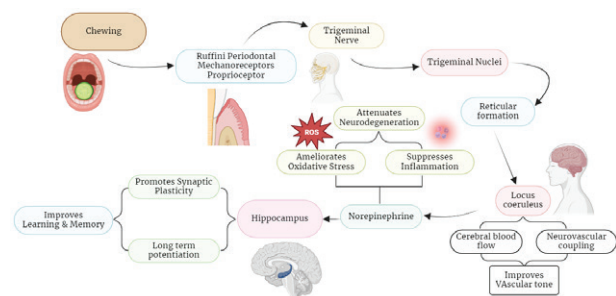 Chewing
Ruffini Periodontal
Mechanoreceptors
Proprioceptor
Trigeminal
Nerve
Trigeminal Nuclei
Reticular
formation
Attenuates
Neurodegeneration
ROS
Ameliorates
Oxidative Stress
Suppresses
Inflammation
Locus
coeruleus
Norepinephrine
Hippocampus
Promotes Synaptic
Plasticity
Long term
potentiation
Improves
Learning & Memory
Cerebral blood
flow
Neurovascular
coupling
Improves
VAscular tone